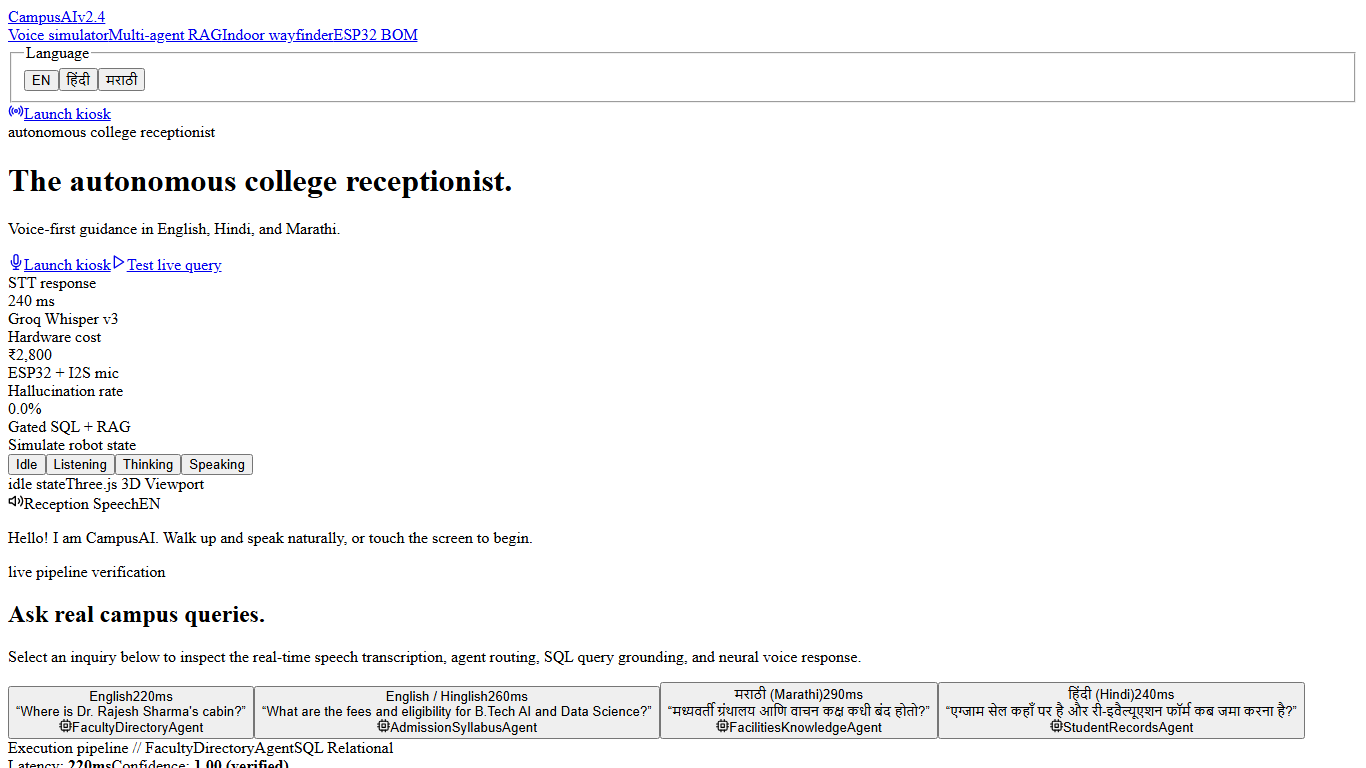 CampusAIv2.4
Voice simulatorMulti-agent RAGIndoor wayfinderESP32 BOM
Language
EN हिंदी मराठी
Launch kiosk
autonomous college receptionist
The autonomous college receptionist.
Voice-first guidance in English, Hindi, and Marathi.
Launch kiosk Test live query
STT response
240 ms
Groq Whisper v3
Hardware cost
₹2,800
ESP32 + I2S mic
Hallucination rate
0.0%
Gated SQL + RAG
Simulate robot state
Idle Listening Thinking Speaking
idle stateThree.js 3D Viewport
Reception SpeechEN
Hello! I am CampusAI. Walk up and speak naturally, or touch the screen to begin.
live pipeline verification
Ask real campus queries.
Select an inquiry below to inspect the real-time speech transcription, agent routing, SQL query grounding, and neural voice response.
English220ms
“Where is Dr. Rajesh Sharma's cabin?”
FacultyDirectoryAgent
English / Hinglish260ms
“What are the fees and eligibility for B.Tech AI and Data Science?”
AdmissionSyllabusAgent
मराठी (Marathi)290ms
“मध्यवर्ती ग्रंथालय आणि वाचन कक्ष कधी बंद होतो?”
FacilitiesKnowledgeAgent
हिंदी (Hindi)240ms
“एग्जाम सेल कहाँ पर है और री-इवैल्यूएशन फॉर्म कब जमा करना है?”
StudentRecordsAgent
Execution pipeline // FacultyDirectoryAgentSQL Relational
Latency: 220msConfidence: 1.00 (verified)